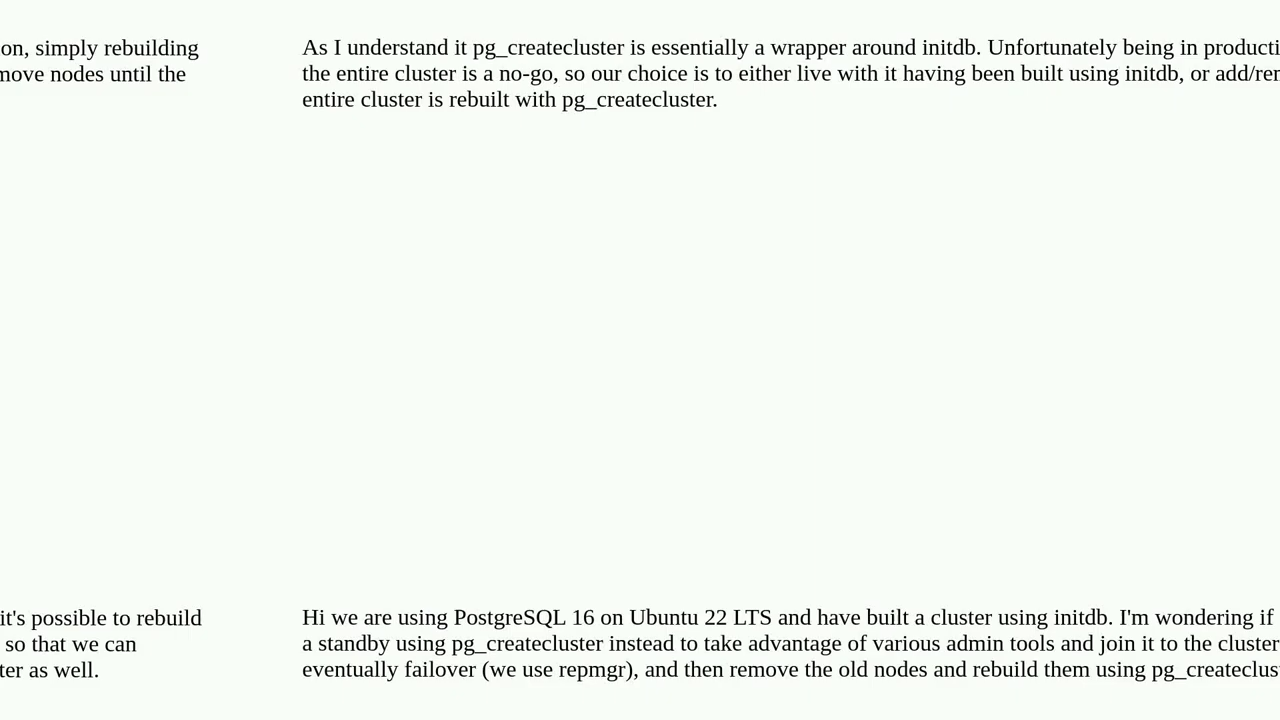 on, simply rebuilding
move nodes until the
As I understand it pg_createcluster is essentially a wrapper around initdb. Unfortunately being in producti
the entire cluster is a no-go, so our choice is to either live with it having been built using initdb, or add/re
entire cluster is rebuilt with pg_createcluster.
it's possible to rebuild
so that we can
ter as well.
Hi we are using PostgreSQL 16 on Ubuntu 22 LTS and have built a cluster using initdb. I'm wondering if
a standby using pg_createcluster instead to take advantage of various admin tools and join it to the cluster
eventually failover (we use repmgr), and then remove the old nodes and rebuild them using pg_createclus